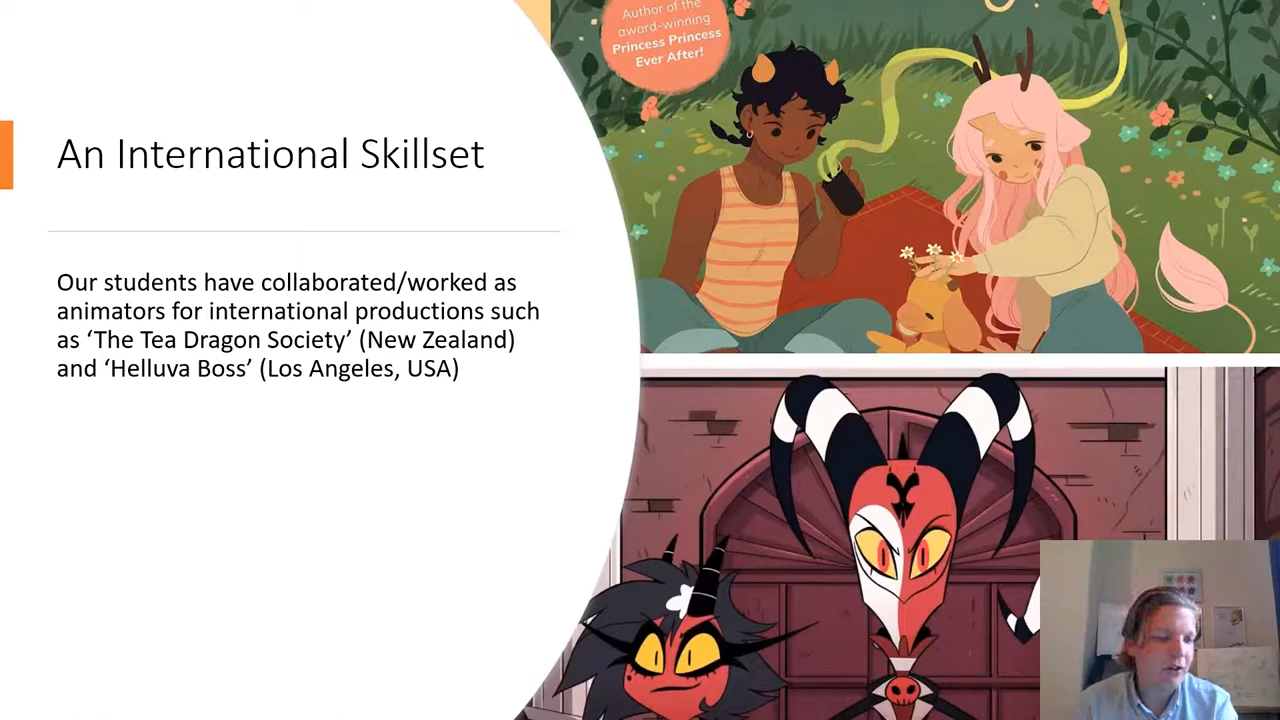 An International Skillset
Our students have collaborated/worked as
animators for international productions such
as ‘The Tea Dragon Society’ (New Zealand)
and ‘Helluva Boss’ (Los Angeles, USA)
Author of the
award-winning
Princess Princess
Ever After!